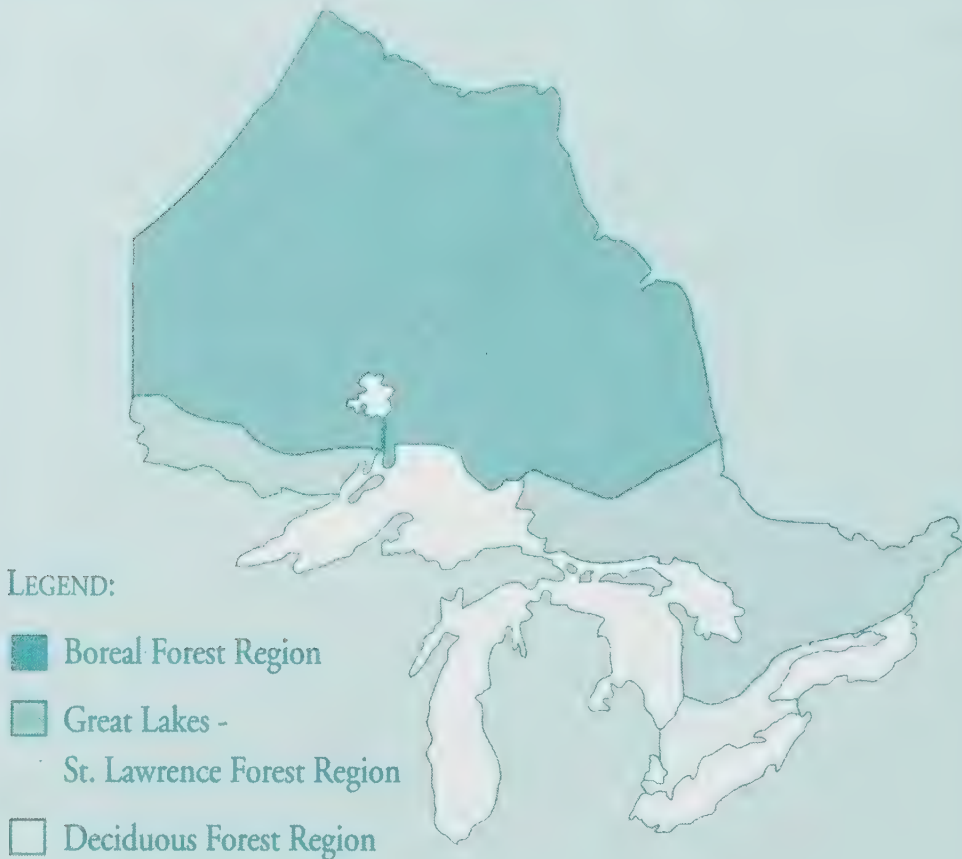 LEGEND:
Boreal Forest Region
Great Lakes -
St. Lawrence Forest Region
Deciduous Forest Region